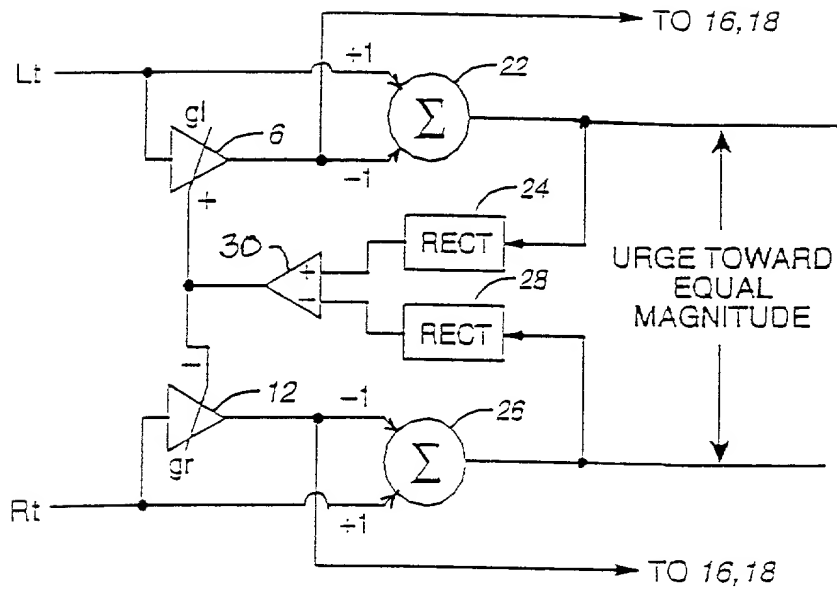 TO 16, 18
Lt
+1
22
gl
6
Σ
−1
+
24
30
RECT
+
28
−
RECT
URGE TOWARD
EQUAL
MAGNITUDE
−
12
−1
26
gr
Σ
Rt
+1
TO 16, 18